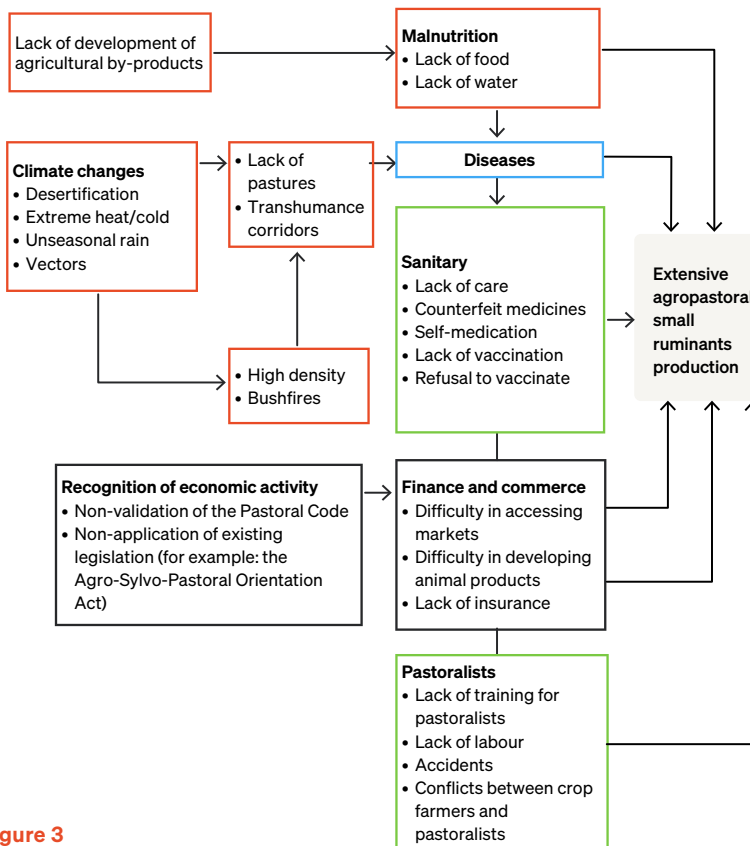 Lack of development of
agricultural by-products
Malnutrition
• Lack of food
• Lack of water
Climate changes
• Desertification
• Extreme heat/cold
• Unseasonal rain
• Vectors
• Lack of
pastures
• Transhumance
corridors
Diseases
• High density
• Bushfires
Sanitary
• Lack of care
• Counterfeit medicines
• Self-medication
• Lack of vaccination
• Refusal to vaccinate
Extensive
agropastoral
small
ruminants
production
Recognition of economic activity
• Non-validation of the Pastoral Code
• Non-application of existing
legislation (for example: the
Agro-Sylvo-Pastoral Orientation
Act)
Finance and commerce
• Difficulty in accessing
markets
• Difficulty in developing
animal products
• Lack of insurance
Pastoralists
• Lack of training for
pastoralists
• Lack of labour
• Accidents
• Conflicts between crop
farmers and
pastoralists
gure 3